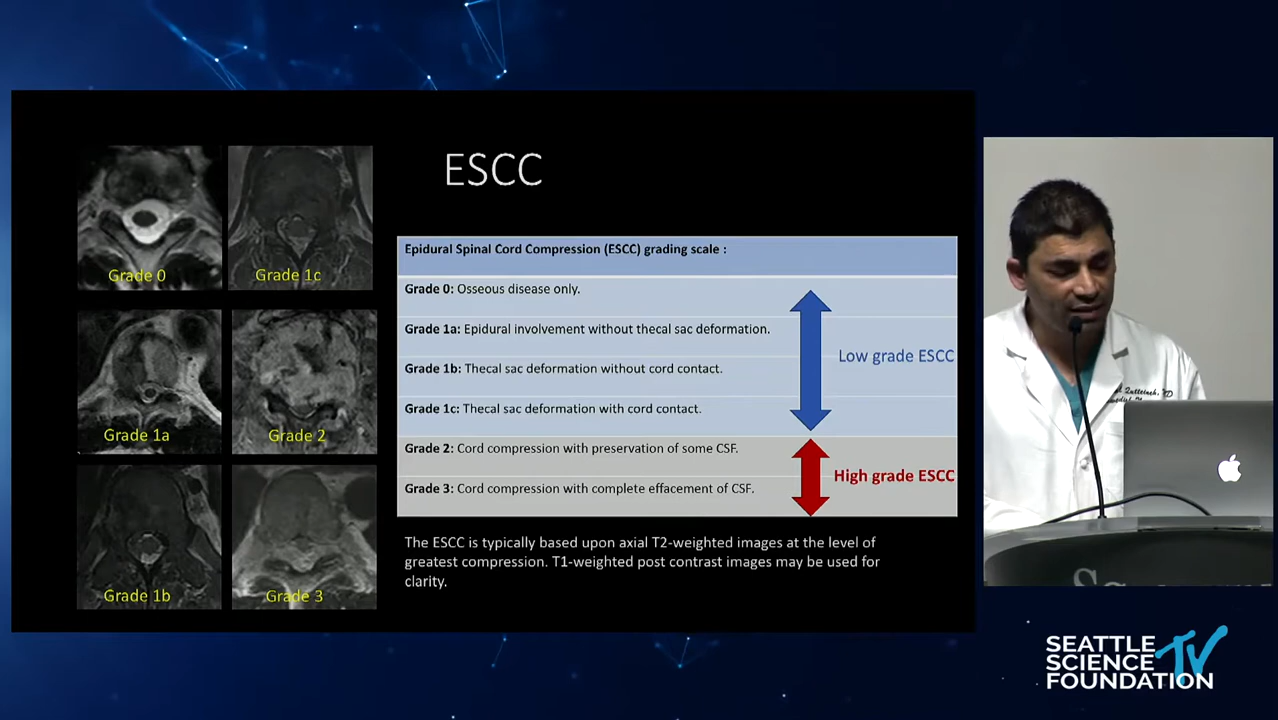 ESCC
Grade 0
Grade 1c
Grade 1a
Grade 2
Grade 1b
Grade 3
Epidural Spinal Cord Compression (ESCC) grading scale :
Grade 0: Osseous disease only.
Grade 1a: Epidural involvement without thecal sac deformation.
Grade 1b: Thecal sac deformation without cord contact.
Grade 1c: Thecal sac deformation with cord contact.
Low grade ESCC
Grade 2: Cord compression with preservation of some CSF.
Grade 3: Cord compression with complete effacement of CSF.
High grade ESCC
The ESCC is typically based upon axial T2-weighted images at the level of
greatest compression. T1-weighted post contrast images may be used for
clarity.
SEATTLE
SCIENCE
FOUNDATION
TV